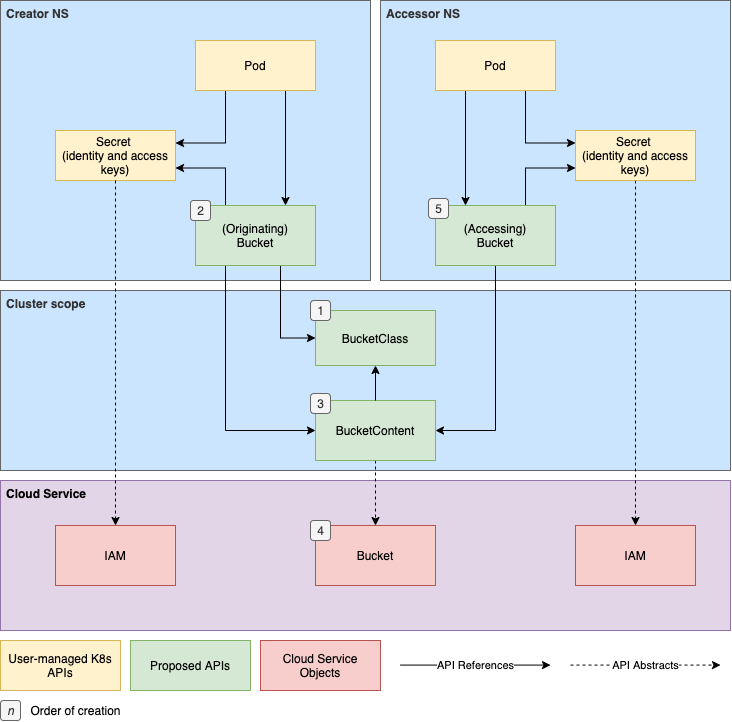 Creator NS
Accessor NS
Pod
Pod
Secret
(identity and access
keys)
Secret
(identity and access
keys)
2
(Originating)
Bucket
5
(Accessing)
Bucket
Cluster scope
1
BucketClass
3
BucketContent
Cloud Service
IAM
4
Bucket
IAM
User-managed K8s
APIs
Proposed APIs
Cloud Service
Objects
API References
API Abstracts
n
Order of creation